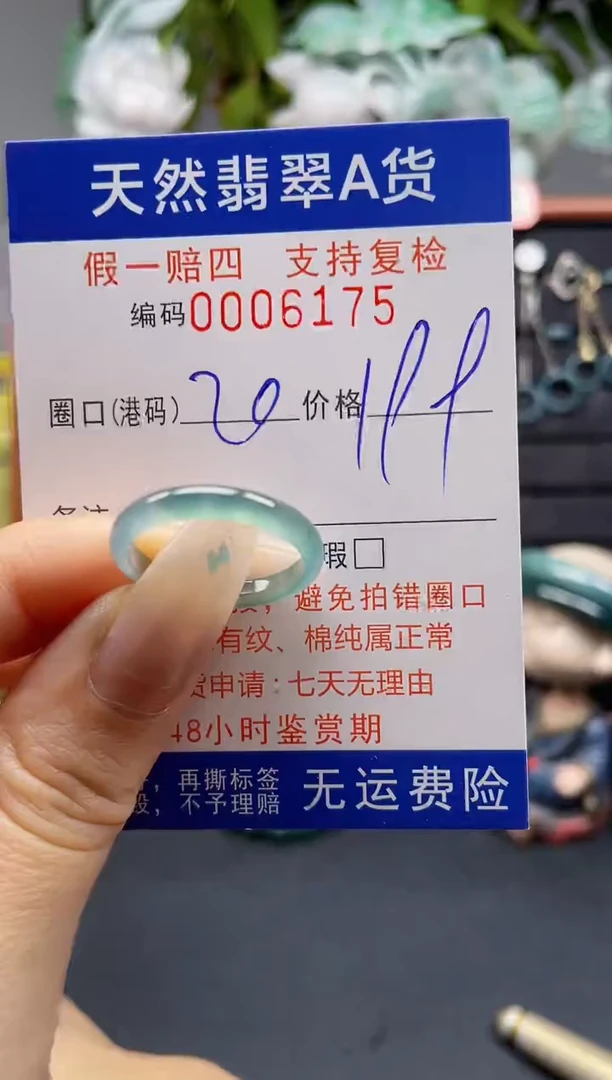 天然翡翠A货
假一赔四 支持复检
编码0006175
圈口(港码) 20 价格 199
瑕□
，避免拍错圈口
有纹、棉纯属正常
货申请：七天无理由
48小时鉴赏期
，再撕标签
毁，不予理赔
无运费险